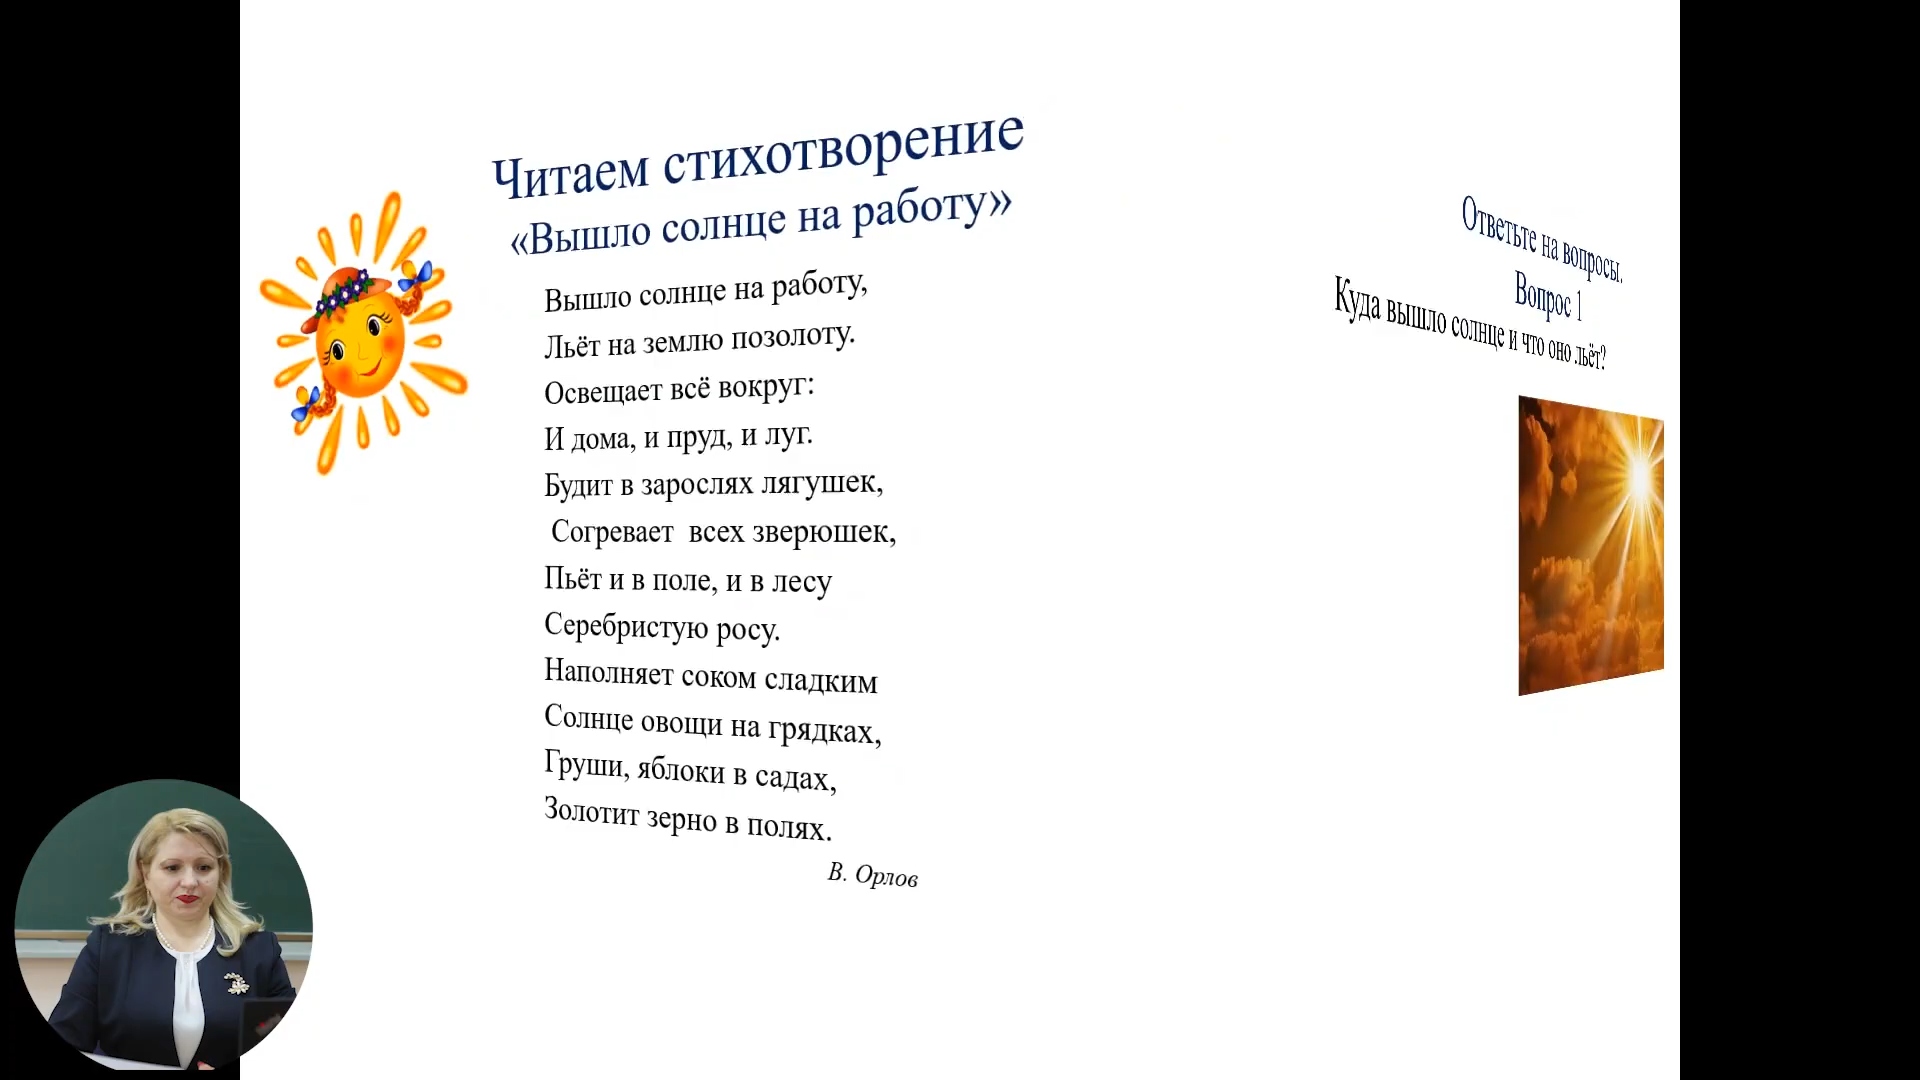 Читаем стихотворение
«Вышло солнце на работу»
Вышло солнце на работу,
Льёт на землю позолоту.
Освещает всё вокруг:
И дома, и пруд, и луг.
Будит в зарослях лягушек,
Согревает всех зверюшек,
Пьёт и в поле, и в лесу
Серебристую росу.
Наполняет соком сладким
Солнце овощи на грядках,
Груши, яблоки в садах,
Золотит зерно в полях.
В. Орлов
Ответьте на вопросы.
Вопрос 1
Куда вышло солнце и что оно льёт?